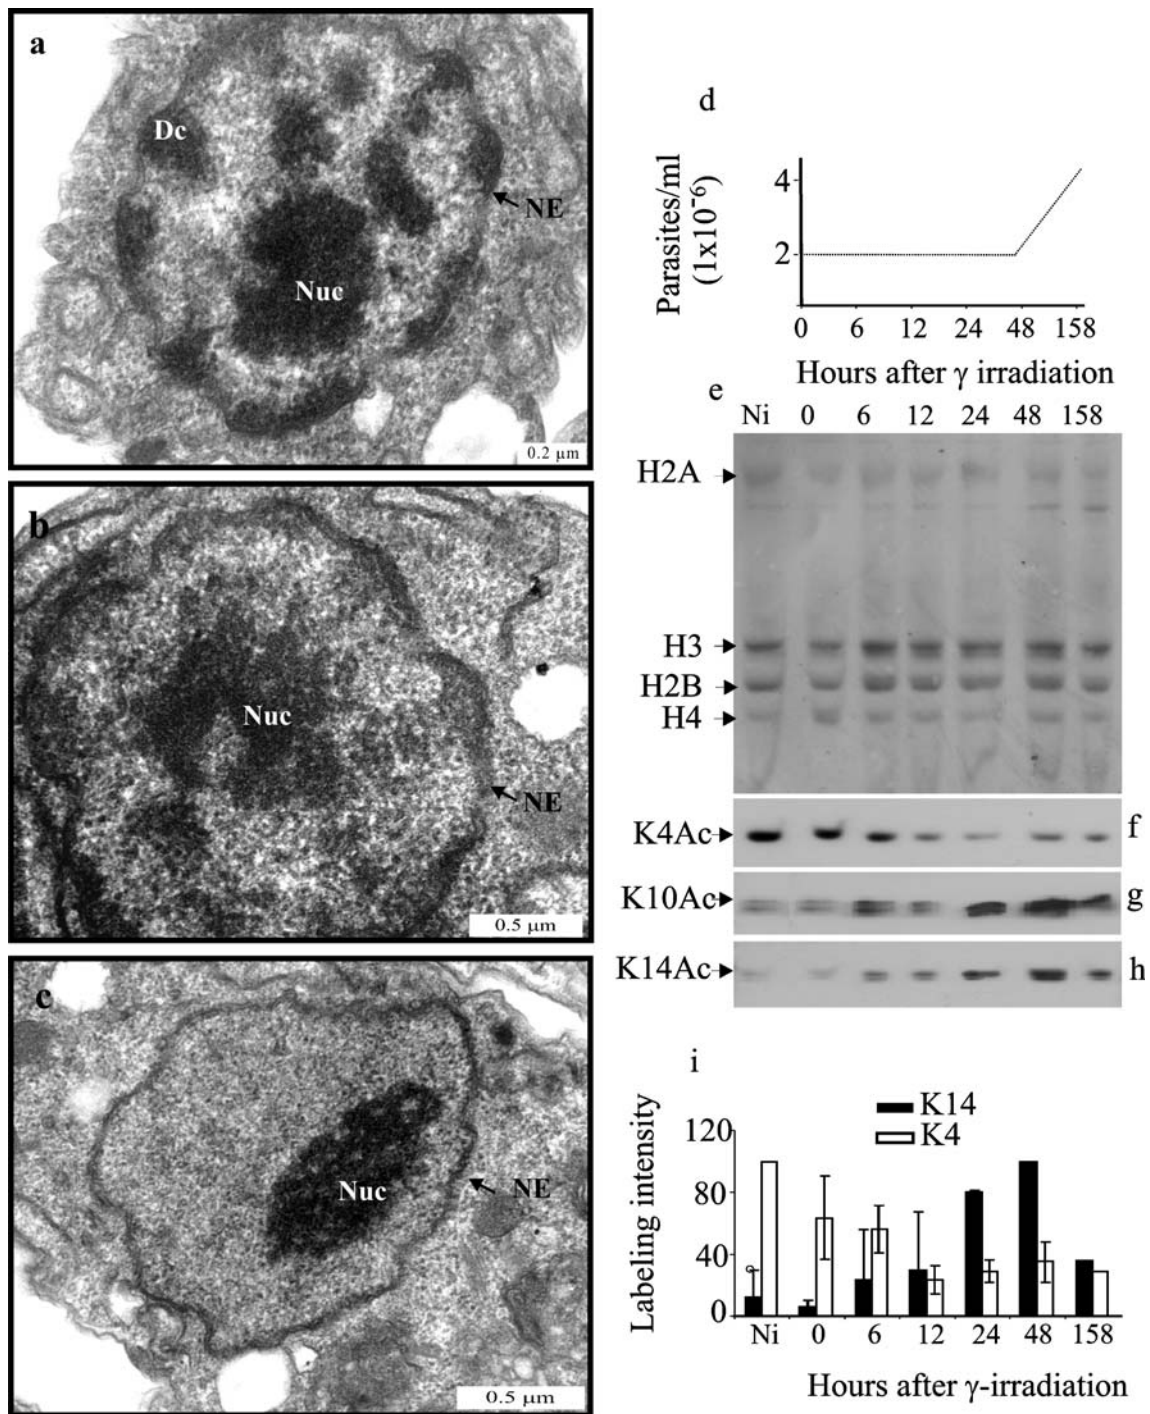 a
Dc
NE
Nuc
0.2 μm
b
Nuc
NE
0.5 μm
c
Nuc
NE
0.5 μm
d
Parasites/ml
(1x10⁻⁶)
4
2
0 6 12 24 48 158
Hours after γ irradiation
e
Ni 0 6 12 24 48 158
H2A
H3
H2B
H4
K4Ac f
K10Ac g
K14Ac h
i
K14
K4
Labeling intensity
120
80
40
0
Ni 0 6 12 24 48 158
Hours after γ-irradiation